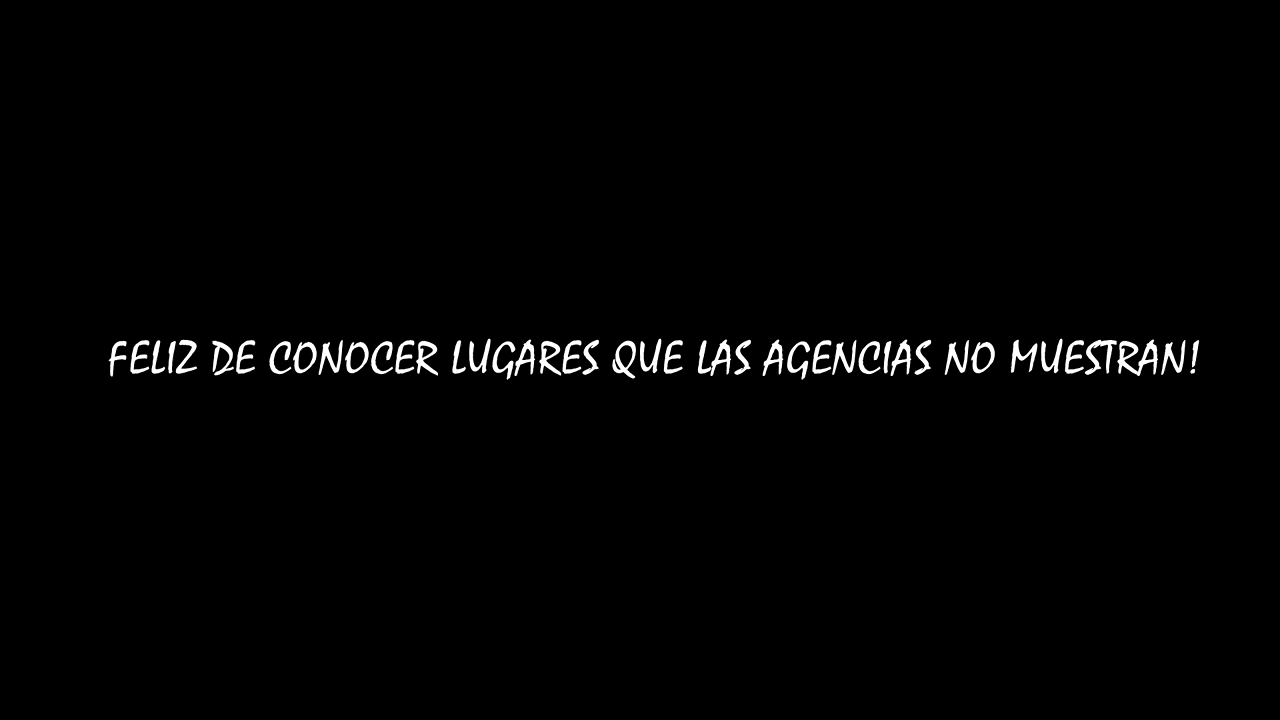 FELIZ DE CONOCER LUGARES QUE LAS AGENCIAS NO MUESTRAN!